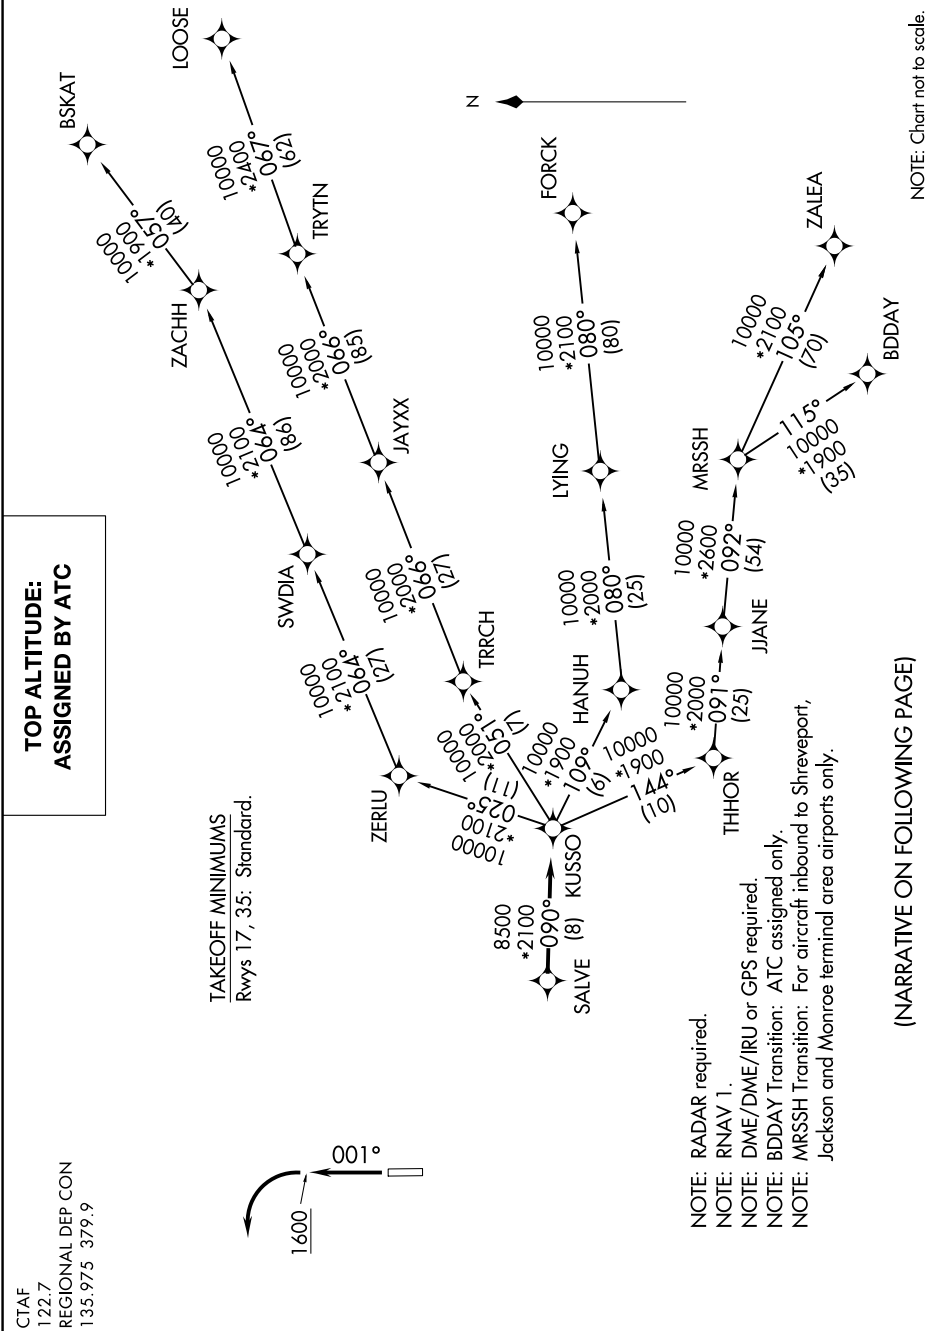 CTAF
122.7
REGIONAL DEP CON
135.975 379.9
TOP ALTITUDE:
ASSIGNED BY ATC
TAKEOFF MINIMUMS
Rwys 17, 35: Standard.
001°
1600
SALVE
8500
*2100
090°
(8)
KUSSO
10000
*2100
025°
(11)
ZERLU
10000
*2100
064°
(27)
SWDIA
10000
*2100
064°
(86)
ZACHH
10000
*1900
057°
(40)
BSKAT
10000
*2000
051°
(7)
TRRCH
10000
*2000
066°
(27)
JAYXX
10000
*2000
066°
(85)
TRYTN
10000
*2400
067°
(62)
LOOSE
10000
*1900
109°
(6)
HANUH
10000
*2000
080°
(25)
LYING
10000
*2100
080°
(80)
FORCK
10000
*1900
144°
(10)
THHOR
10000
*2000
091°
(25)
JJANE
10000
*2600
092°
(54)
MRSSH
10000
*2100
105°
(70)
ZALEA
115°
10000
*1900
(35)
BDDAY
N
NOTE: RADAR required.
NOTE: RNAV 1.
NOTE: DME/DME/IRU or GPS required.
NOTE: BDDAY Transition: ATC assigned only.
NOTE: MRSSH Transition: For aircraft inbound to Shreveport,
Jackson and Monroe terminal area airports only.
(NARRATIVE ON FOLLOWING PAGE)
NOTE: Chart not to scale.